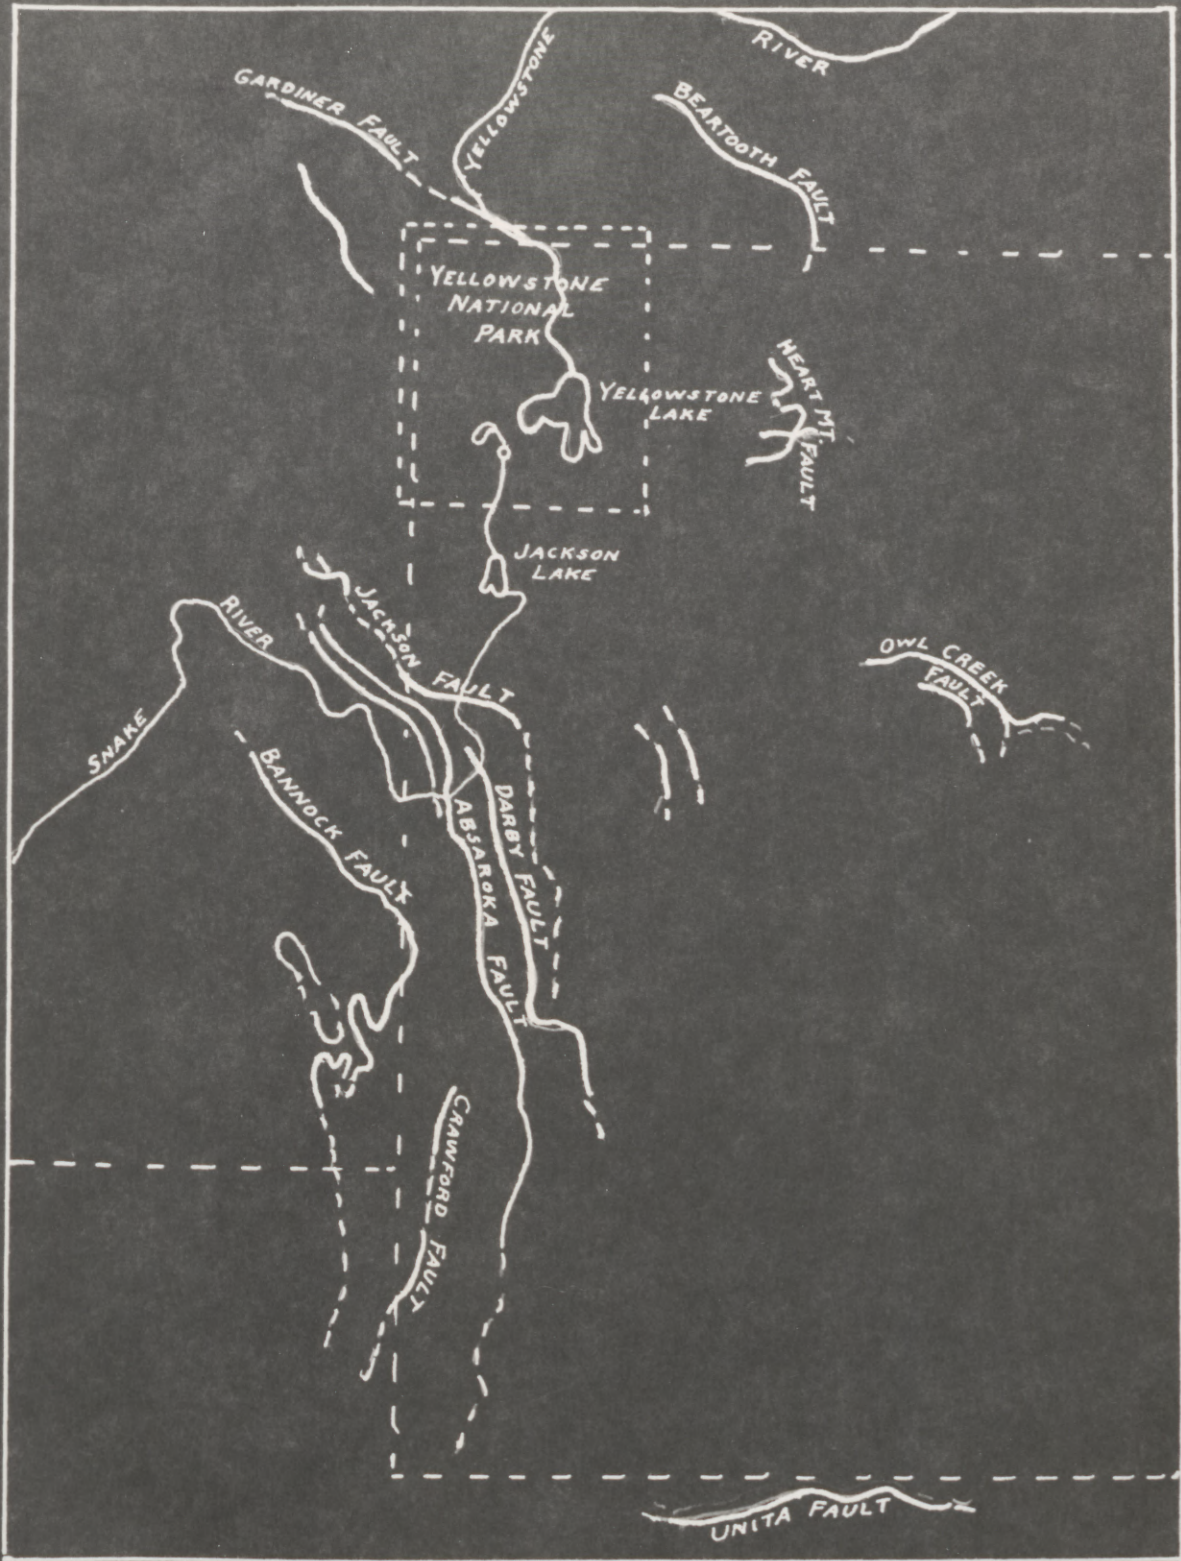 YELLOWSTONE
RIVER
GARDINER FAULT
BEARTOOTH FAULT
YELLOWSTONE
NATIONAL
PARK
HEART MT. FAULT
YELLOWSTONE
LAKE
JACKSON
LAKE
SNAKE
RIVER
JACKSON FAULT
OWL CREEK
FAULT
BANNOCK FAULT
ABSAROKA FAULT
DARBY FAULT
CRAWFORD FAULT
UNITA FAULT